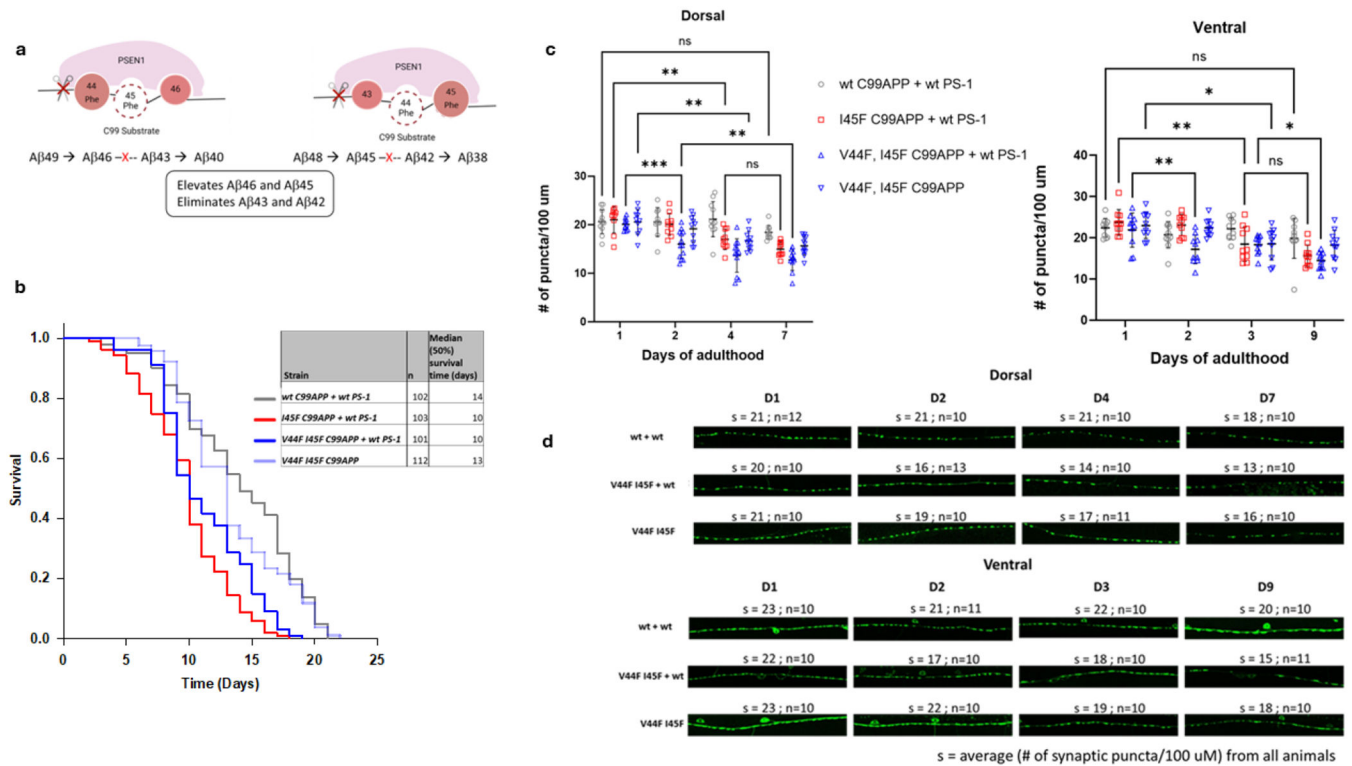 a
PSEN1
44
Phe
45
Phe
46
C99 Substrate
Aβ49 → Aβ46 --X-- Aβ43 → Aβ40
PSEN1
43
44
Phe
45
Phe
C99 Substrate
Aβ48 → Aβ45 --X-- Aβ42 → Aβ38
Elevates Aβ46 and Aβ45
Eliminates Aβ43 and Aβ42
b
Survival
1.0
0.8
0.6
0.4
0.2
0.0
0 5 10 15 20 25
Time (Days)
Strain n Median (50%) survival time (days)
wt C99APP + wt PS-1 102 14
I45F C99APP + wt PS-1 103 10
V44F I45F C99APP + wt PS-1 101 10
V44F I45F C99APP 112 13
c
Dorsal
ns
**
**
**
*** ns
# of puncta/100 um
30
20
10
0
1 2 4 7
Days of adulthood
wt C99APP + wt PS-1
I45F C99APP + wt PS-1
V44F, I45F C99APP + wt PS-1
V44F, I45F C99APP
Ventral
ns
*
** *
** ns
# of puncta/100 um
40
30
20
10
0
1 2 3 9
Days of adulthood
d
Dorsal
D1 D2 D4 D7
s = 21 ; n=12 s = 21 ; n=10 s = 21 ; n=10 s = 18 ; n=10
wt + wt
s = 20 ; n=10 s = 16 ; n=13 s = 14 ; n=10 s = 13 ; n=10
V44F I45F + wt
s = 21 ; n=10 s = 19 ; n=10 s = 17 ; n=11 s = 16 ; n=10
V44F I45F
Ventral
D1 D2 D3 D9
s = 23 ; n=10 s = 21 ; n=11 s = 22 ; n=10 s = 20 ; n=10
wt + wt
s = 22 ; n=10 s = 17 ; n=10 s = 18 ; n=10 s = 15 ; n=11
V44F I45F + wt
s = 23 ; n=10 s = 22 ; n=10 s = 19 ; n=10 s = 18 ; n=10
V44F I45F
s = average (# of synaptic puncta/100 uM) from all animals